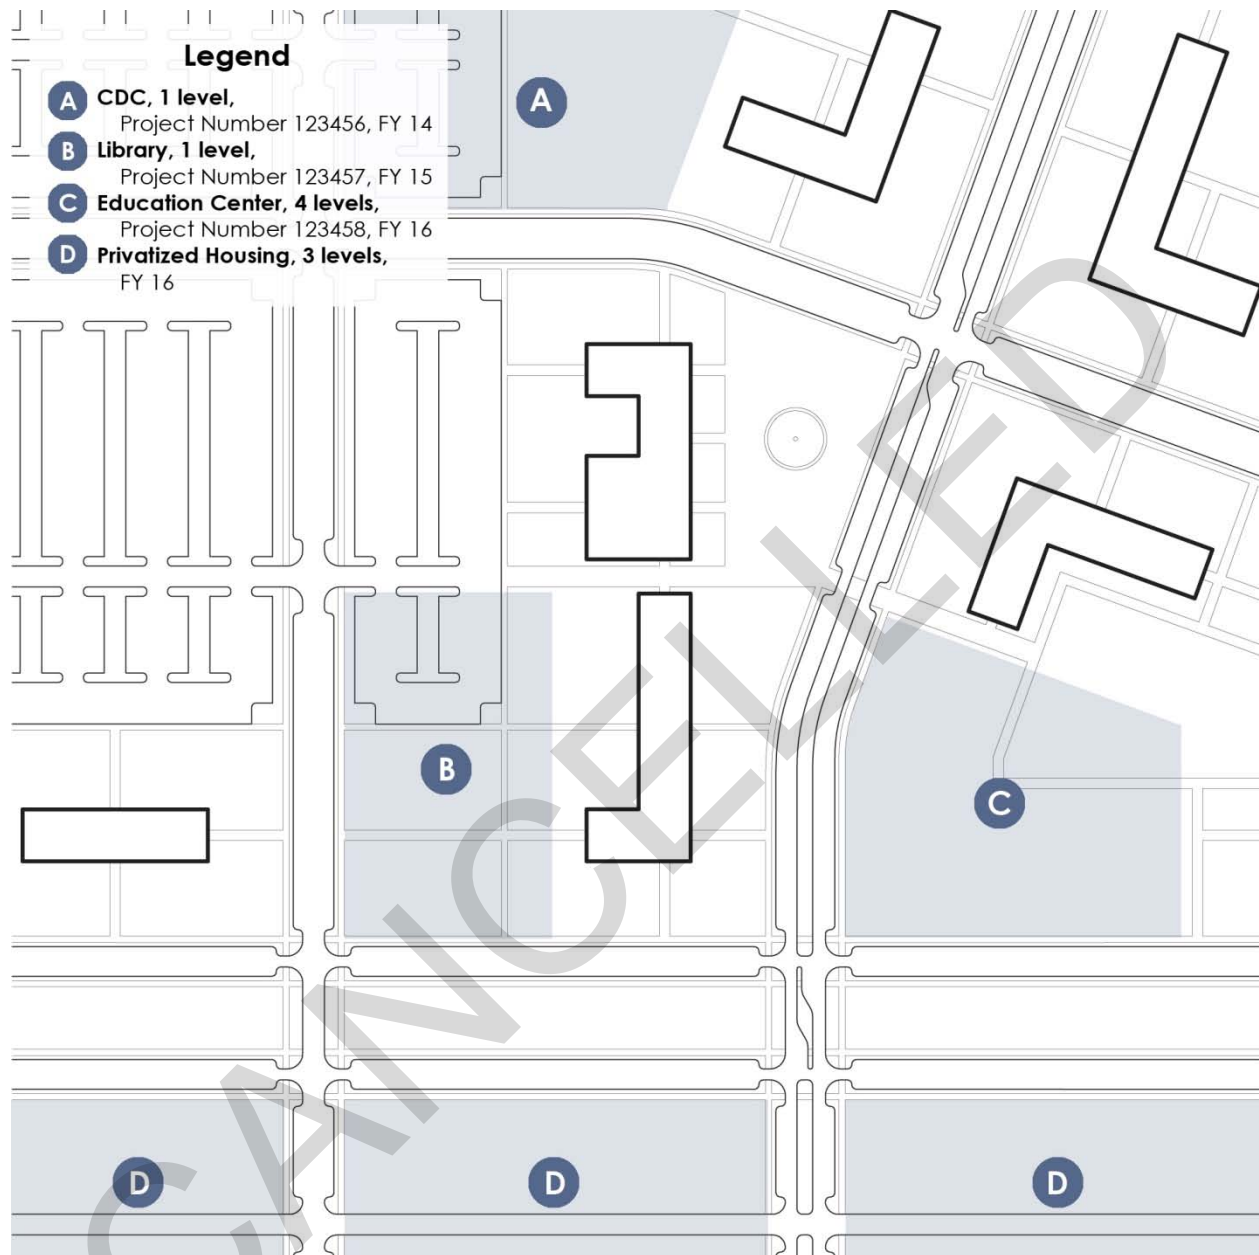 Legend
A CDC, 1 level,
Project Number 123456, FY 14
B Library, 1 level,
Project Number 123457, FY 15
C Education Center, 4 levels,
Project Number 123458, FY 16
D Privatized Housing, 3 levels,
FY 16
A
B
C
D
D
D
CANCELLED